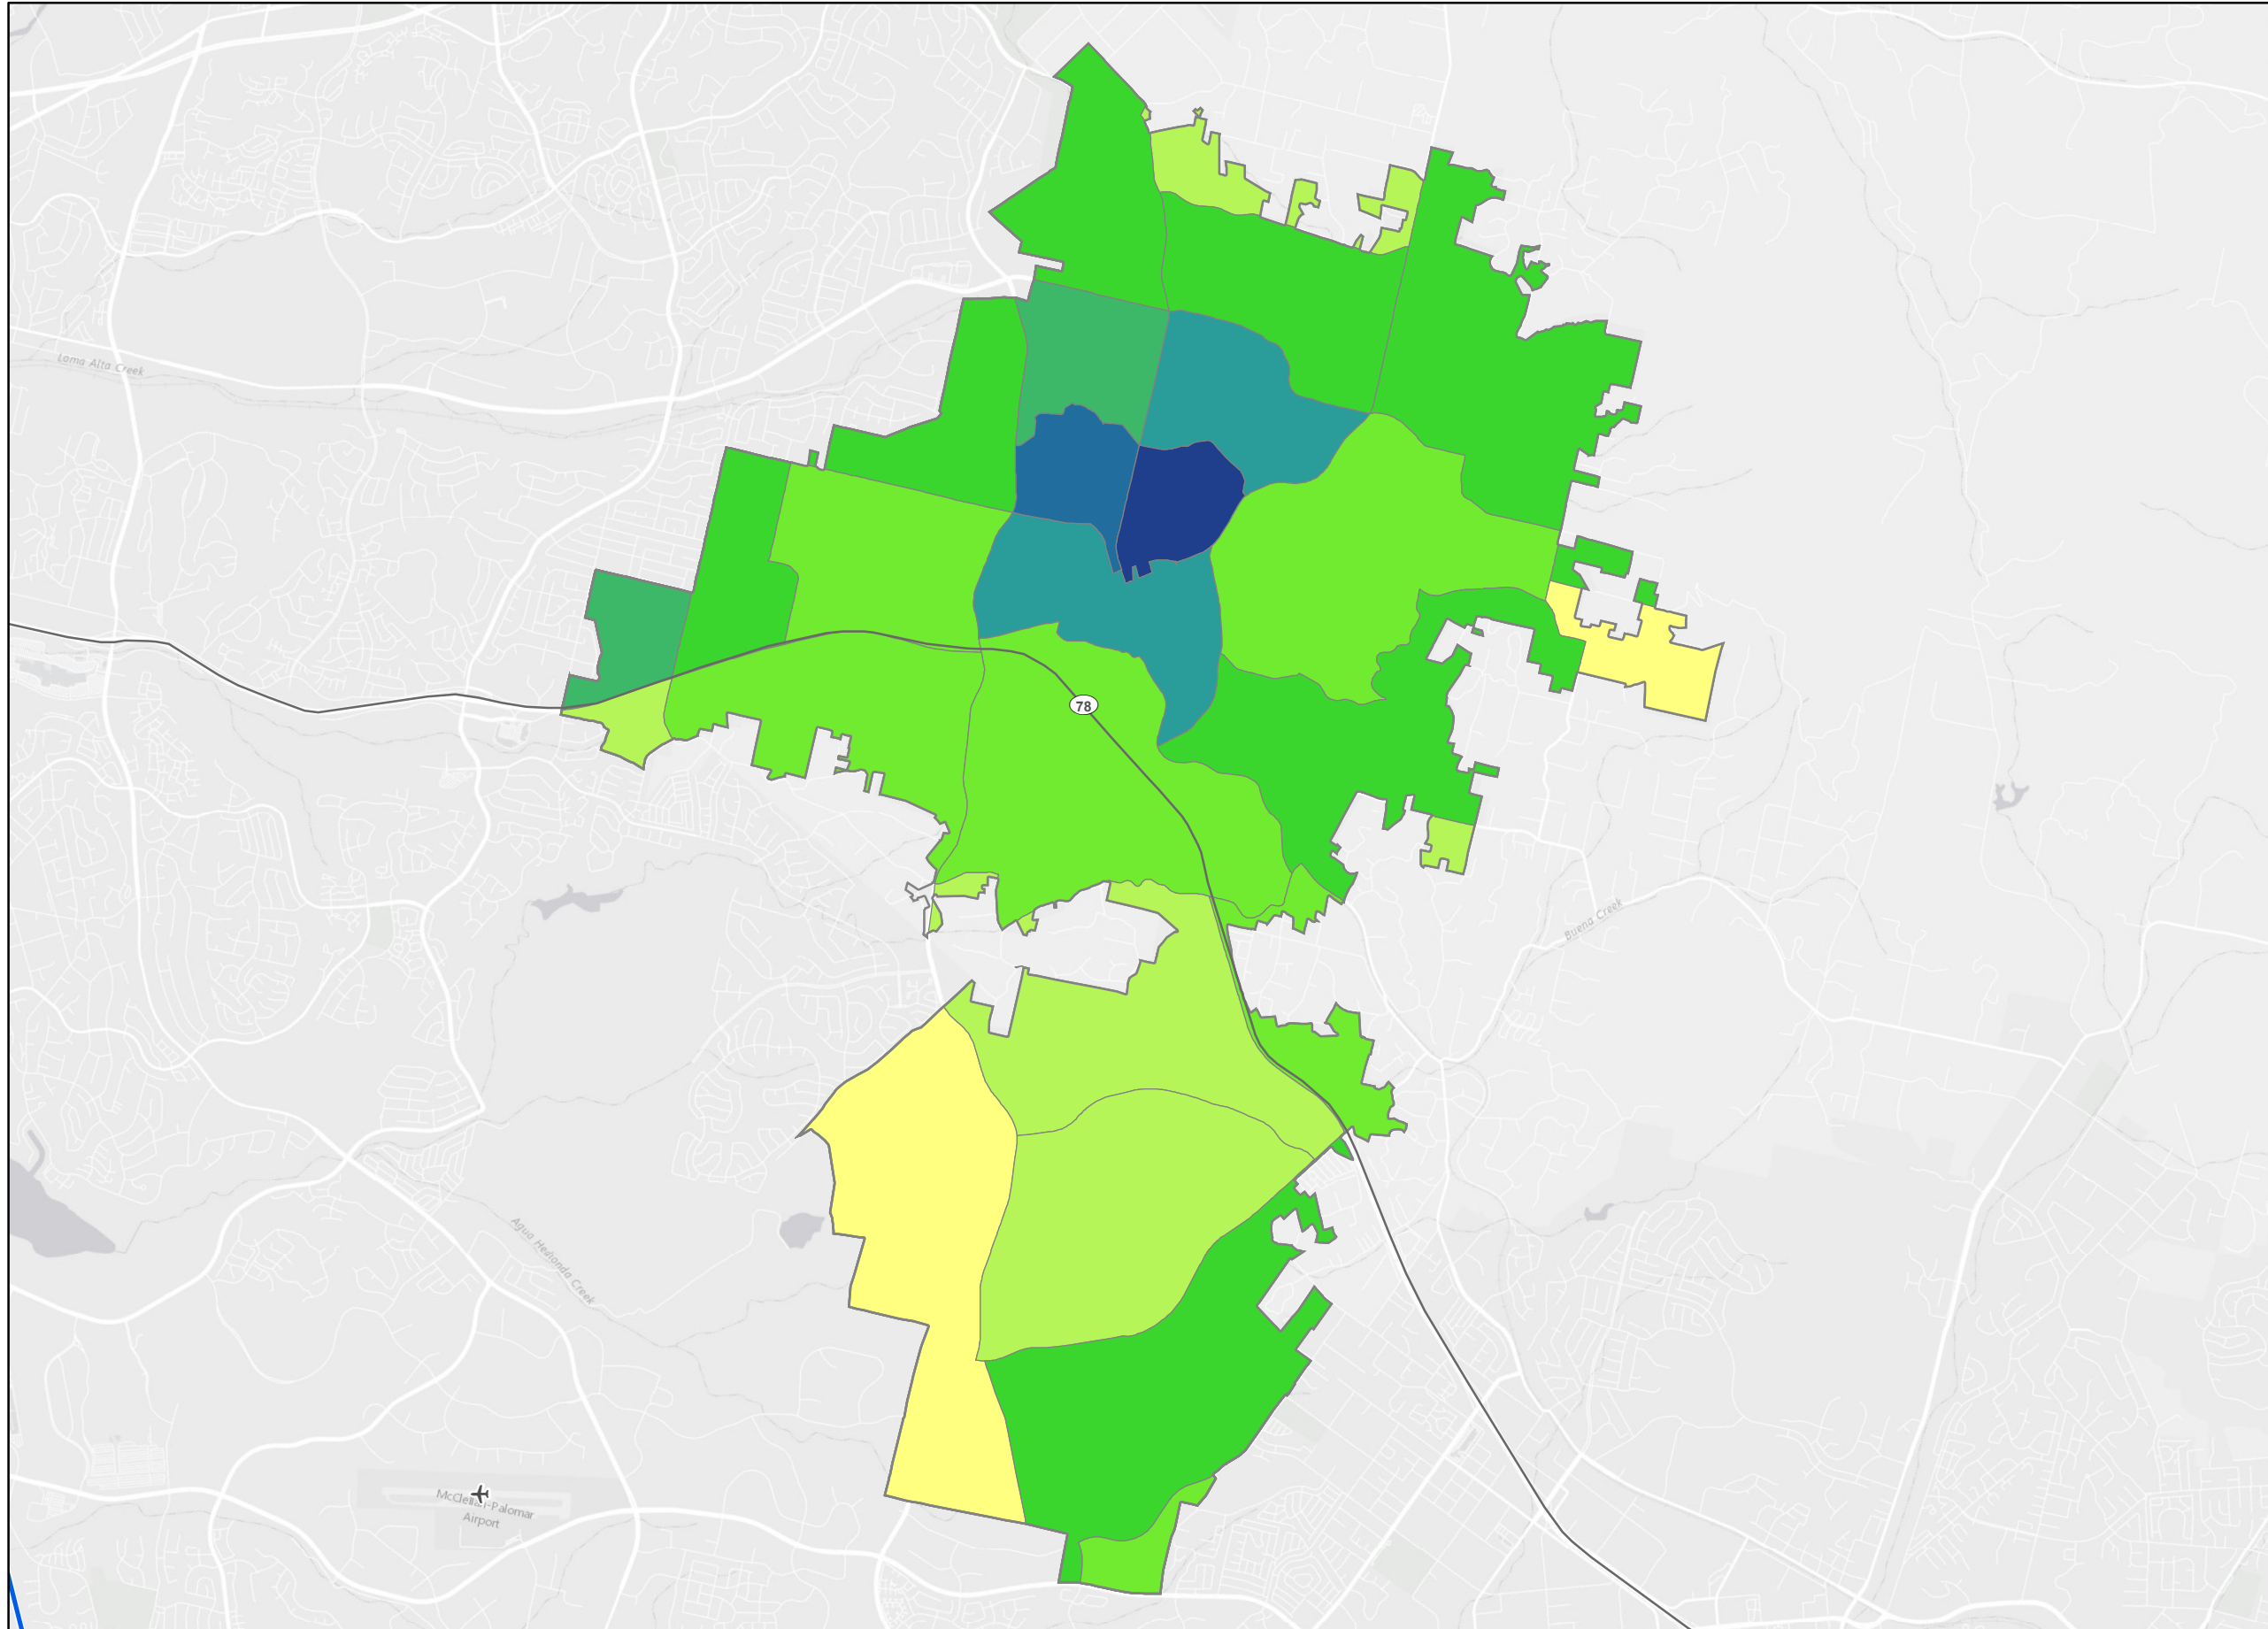 Loma Alta Creek
78
Buena Creek
Agua Hedionda Creek
McClellan-Palomar
Airport